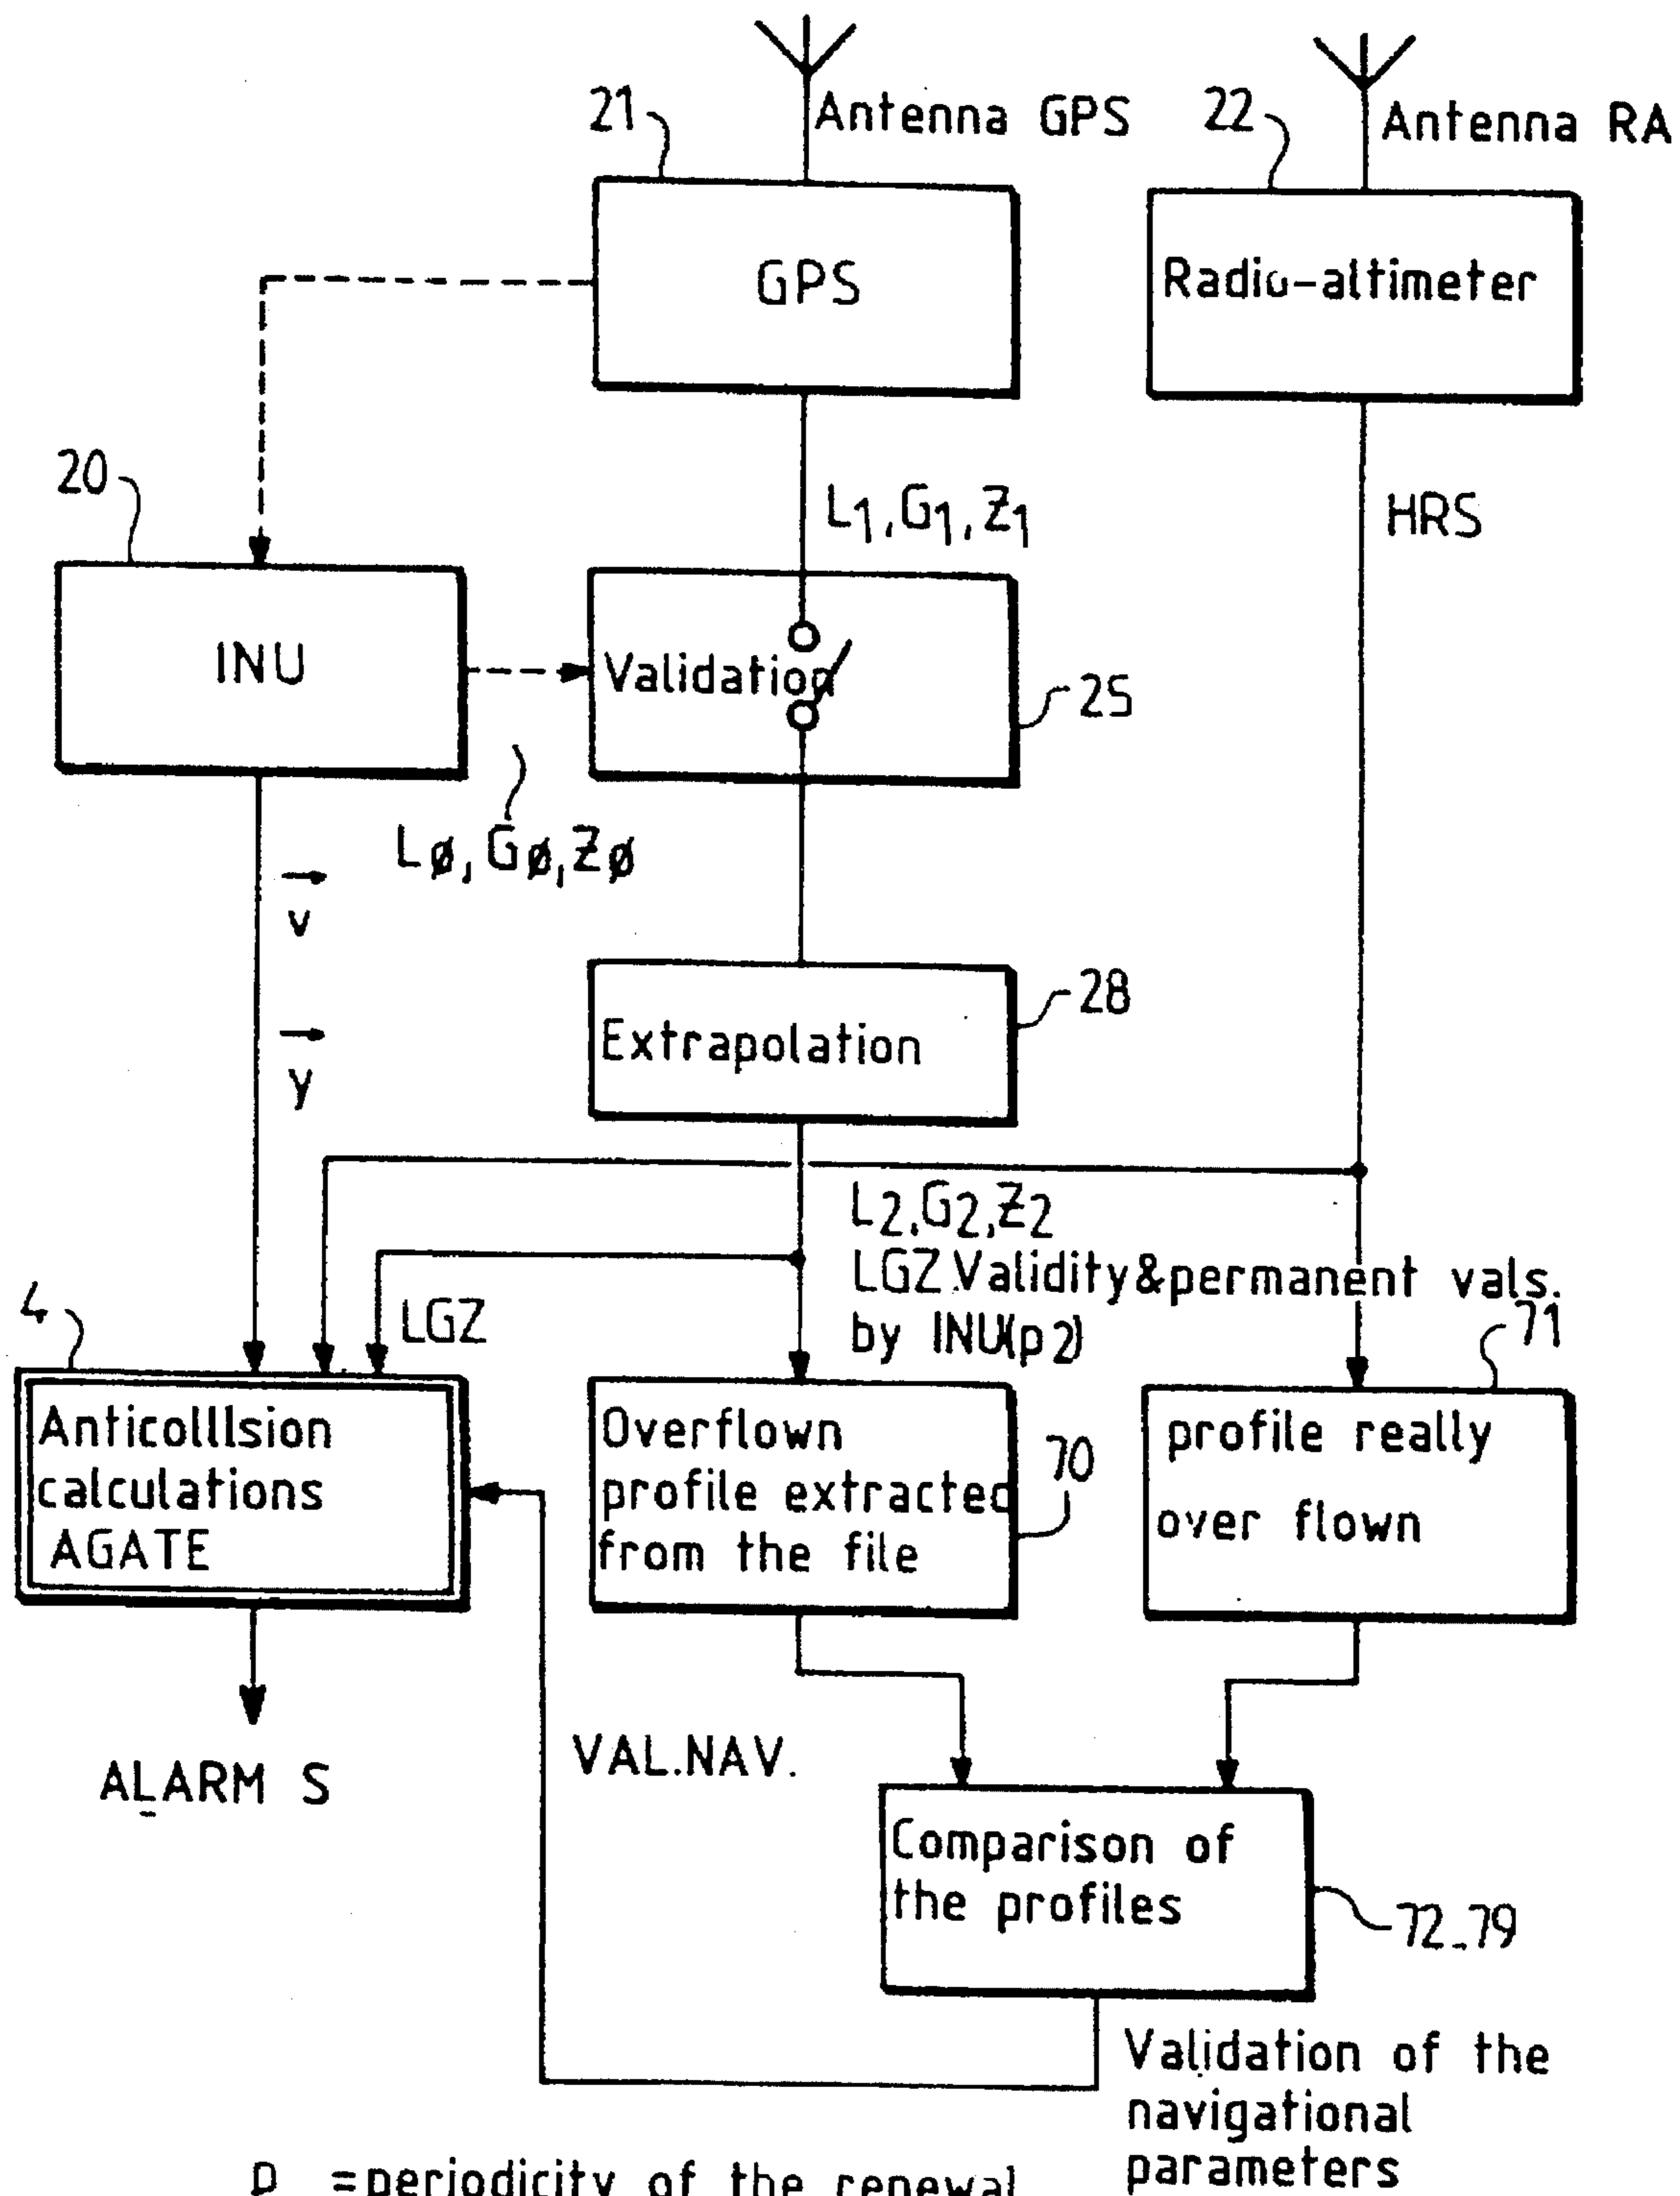 21
Antenna GPS
22
Antenna RA
GPS
Radio-altimeter
20
L1,G1,Z1
HRS
INU
Validation
25
LØ,GØ,ZØ
v
28
Extrapolation
y
L2,G2,Z2
LGZ.Validity&permanent vals.
by INU(p2)
4
LGZ
71
Anticolllsion
calculations
AGATE
Overflown
profile extracted
from the file
70
profile really
over flown
VAL.NAV.
ALARM S
Comparison of
the profiles
72_79
Validation of the
navigational
parameters
p =periodicity of the renewal